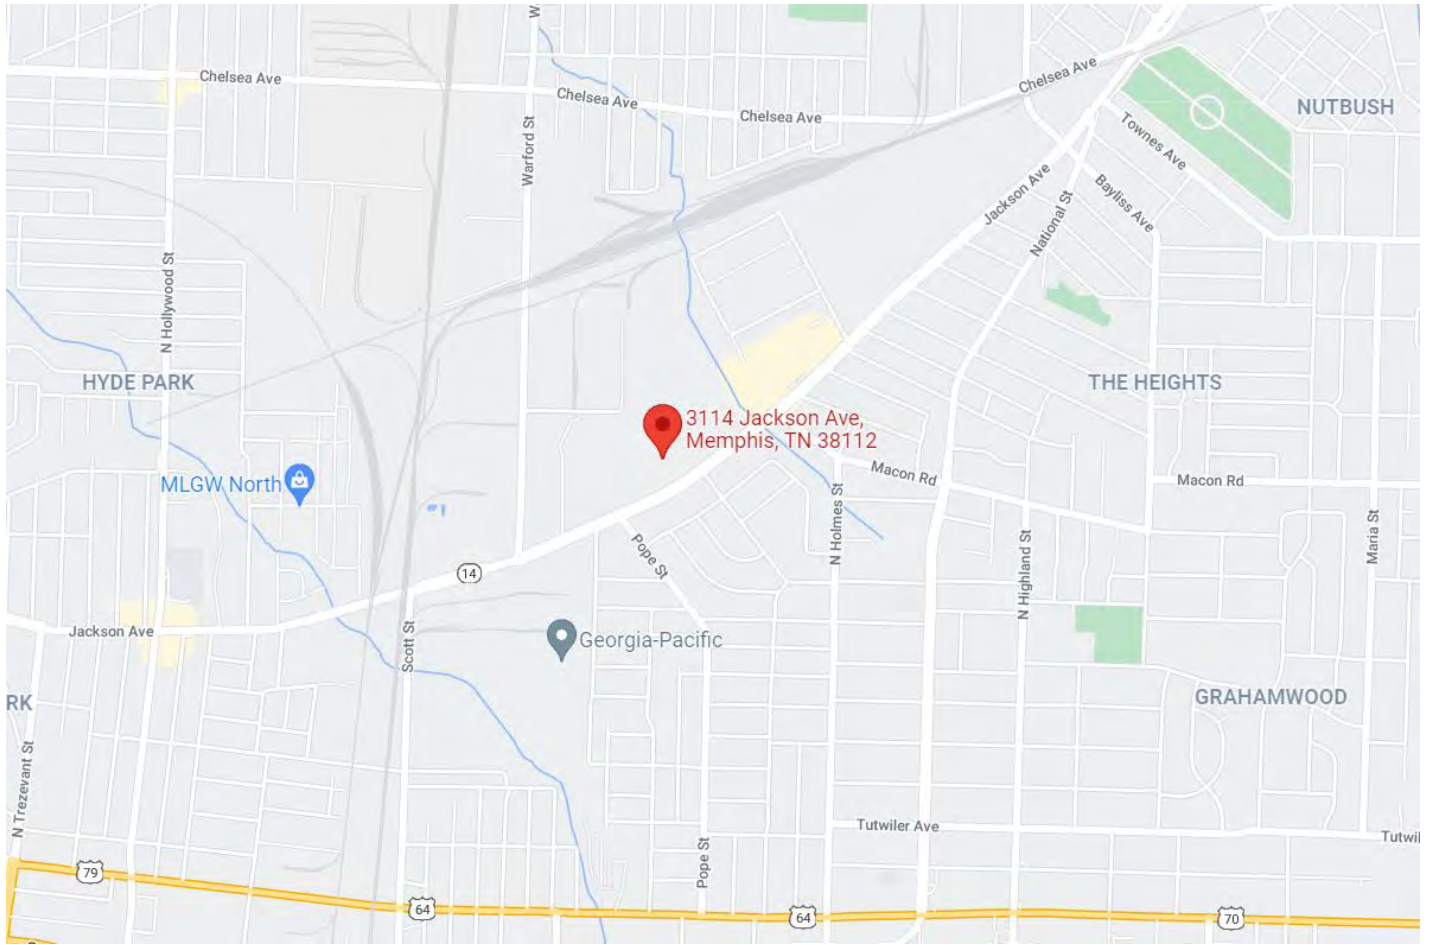 W
Chelsea Ave
Chelsea Ave
Chelsea Ave
Chelsea Ave
NUTBUSH
Townes Ave
Warford St
Jackson Ave
Bayliss Ave
National St
N Hollywood St
HYDE PARK
THE HEIGHTS
3114 Jackson Ave,
Memphis, TN 38112
MLGW North
Macon Rd
Macon Rd
N Holmes St
Maria St
Pope St
N Highland St
14
Jackson Ave
Scott St
Georgia-Pacific
RK
GRAHAMWOOD
N Trezevant St
Tutwiler Ave
Tutwil
Pope St
79
64
64
70